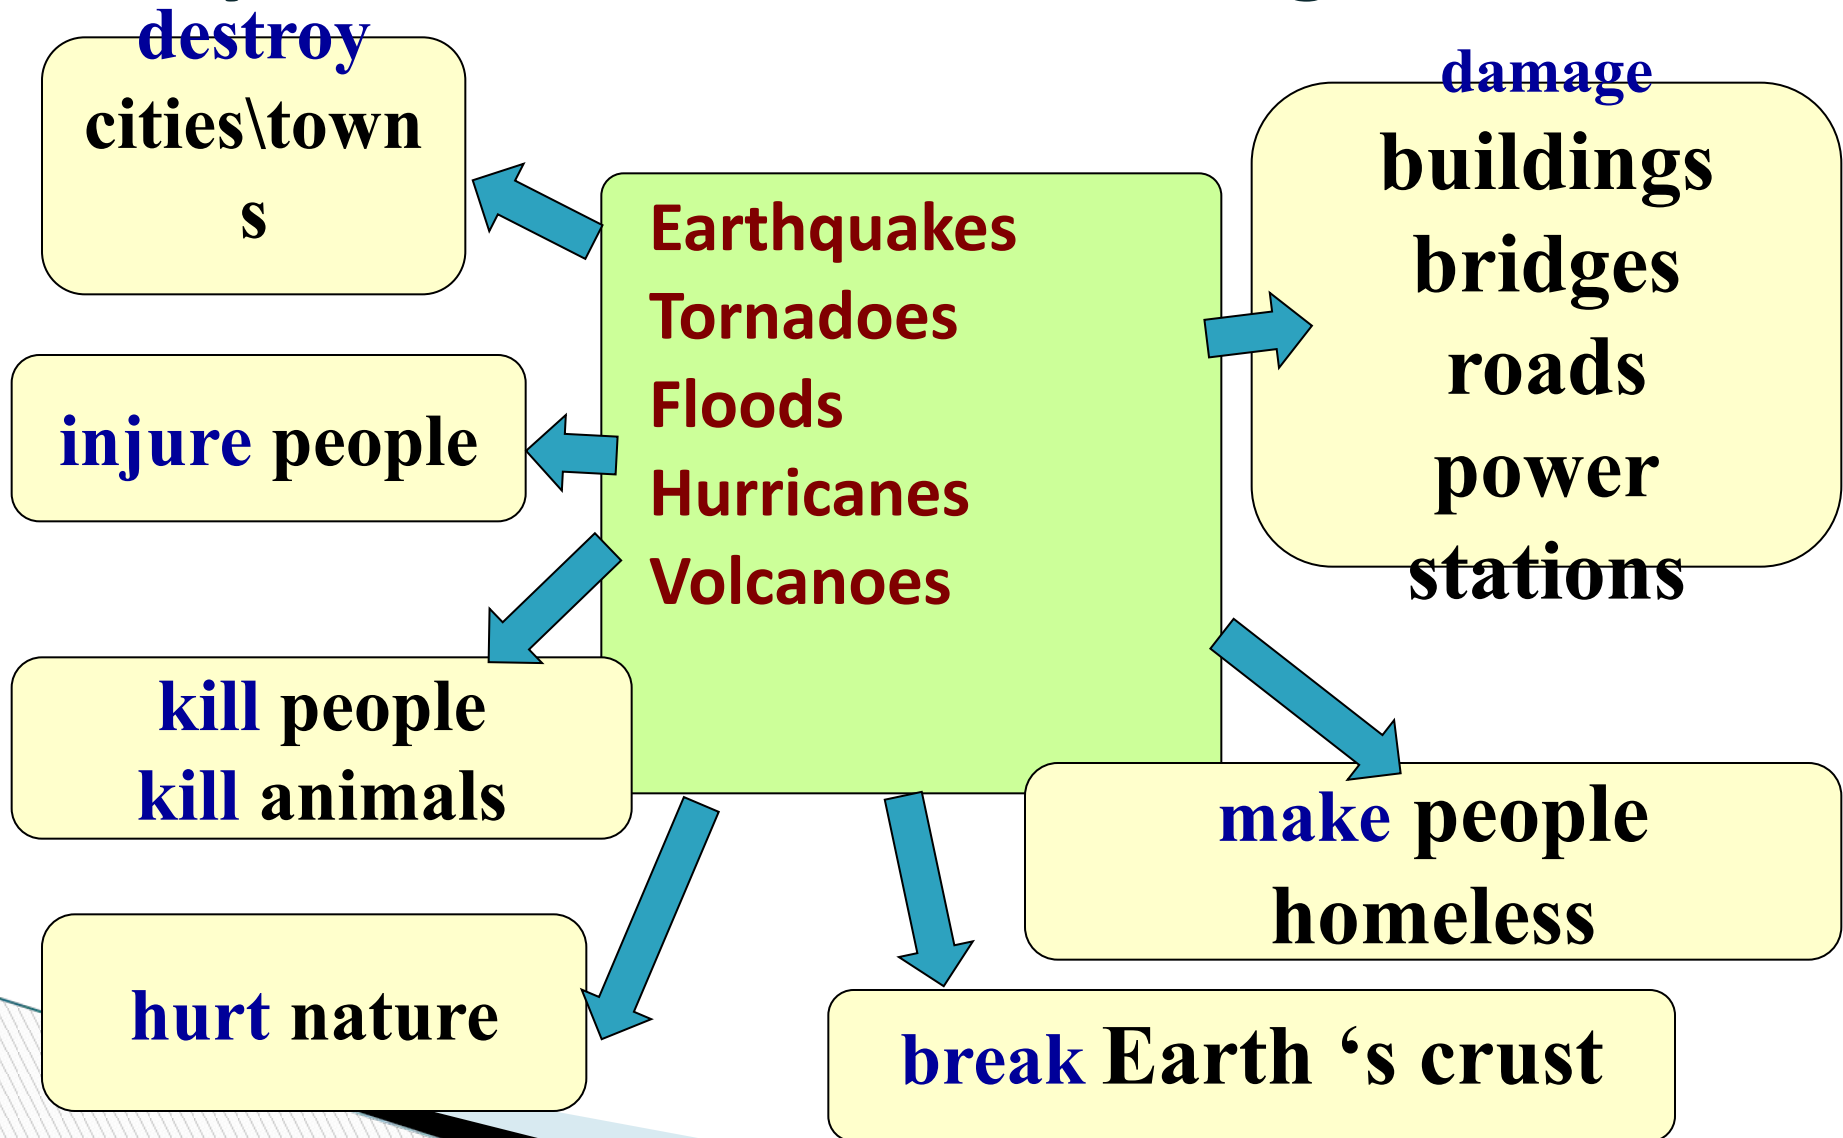 destroy
cities\town
s
damage
buildings
bridges
roads
power
stations
Earthquakes
Tornadoes
Floods
Hurricanes
Volcanoes
injure people
kill people
kill animals
make people
homeless
hurt nature
break Earth ‘s crust